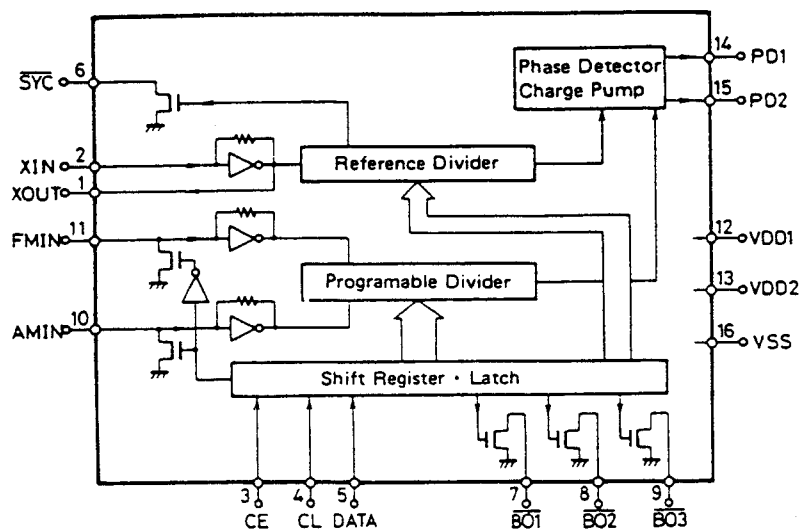 14
PD1
6
SYC
Phase Detector
Charge Pump
15
PD2
2
XIN
Reference Divider
1
XOUT
11
FMIN
12
VDD1
Programable Divider
13
VDD2
10
AMIN
16
VSS
Shift Register · Latch
3
4
5
7
8
9
CE
CL
DATA
BO1
BO2
BO3